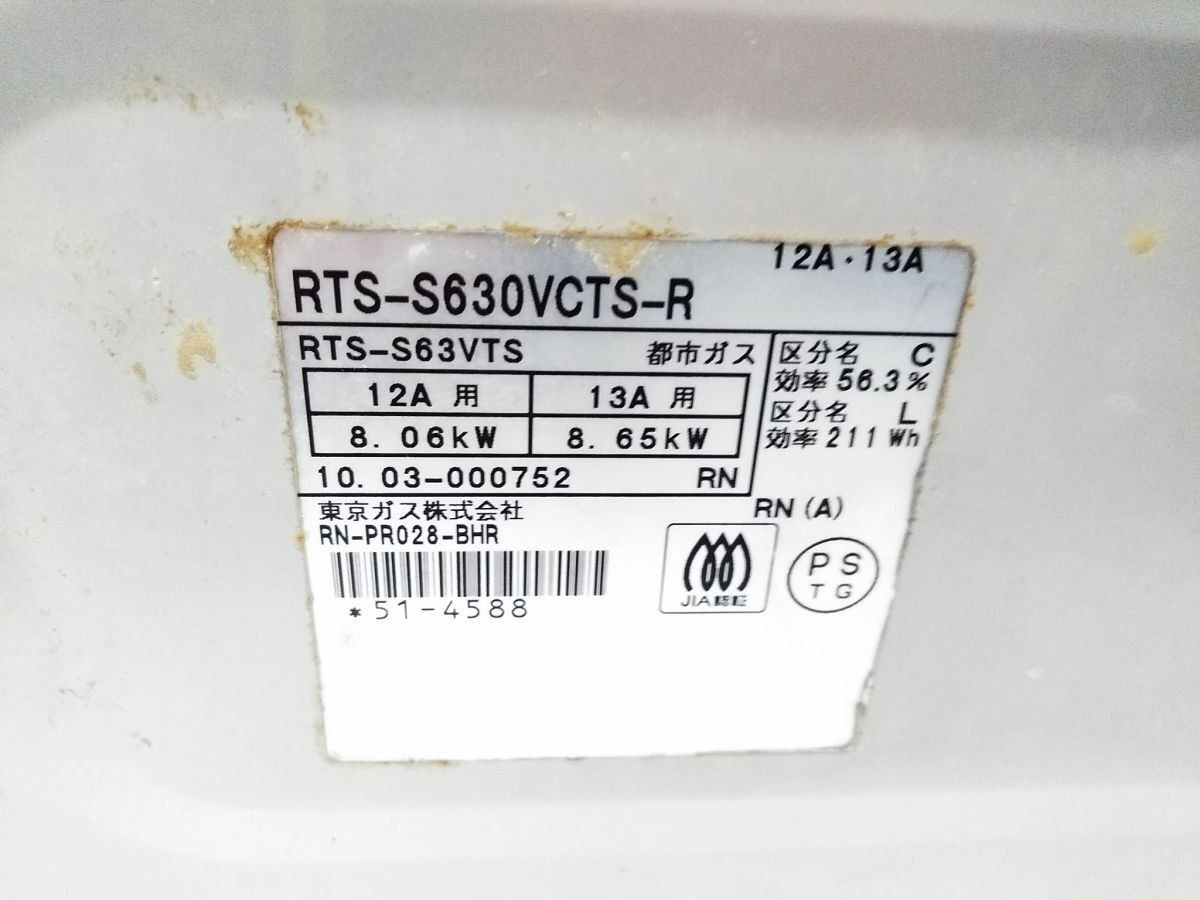 12A・13A
RTS-S630VCTS-R
RTS-S63VTS 都市ガス
12A 用 13A 用
8.06kW 8.65kW
10.03-000752 RN
区分名 C
効率 56.3%
区分名 L
効率 211 Wh
RN(A)
東京ガス株式会社
RN-PR028-BHR
*51-4588
JIA認証
PS
TG